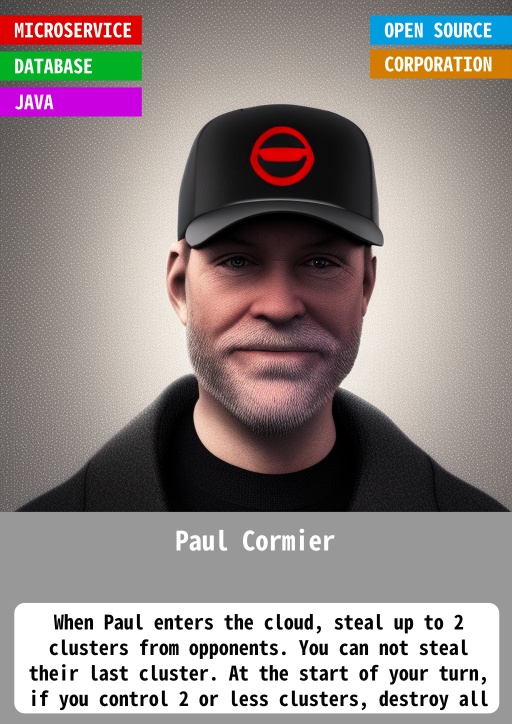 MICROSERVICE
DATABASE
JAVA
OPEN SOURCE
CORPORATION
Paul Cormier
When Paul enters the cloud, steal up to 2
clusters from opponents. You can not steal
their last cluster. At the start of your turn,
if you control 2 or less clusters, destroy all